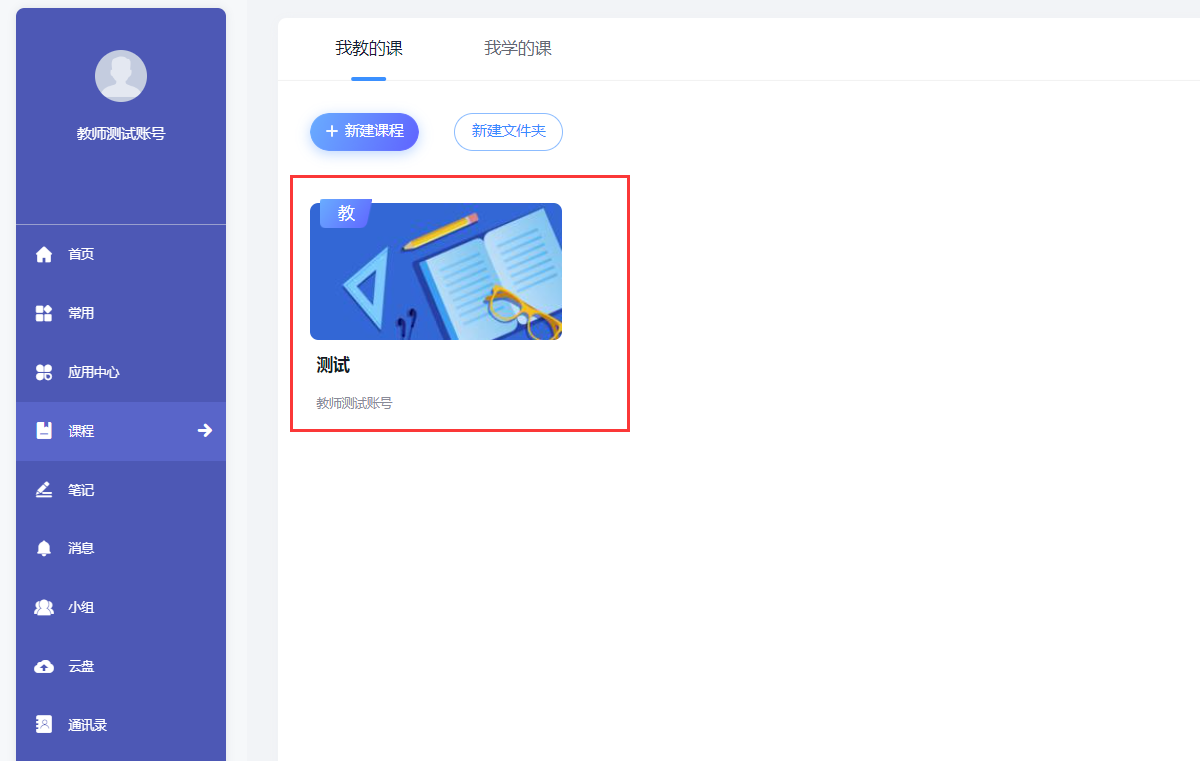 教师测试账号
首页
常用
应用中心
课程
笔记
消息
小组
云盘
通讯录
我教的课
我学的课
+ 新建课程
新建文件夹
教
测试
教师测试账号